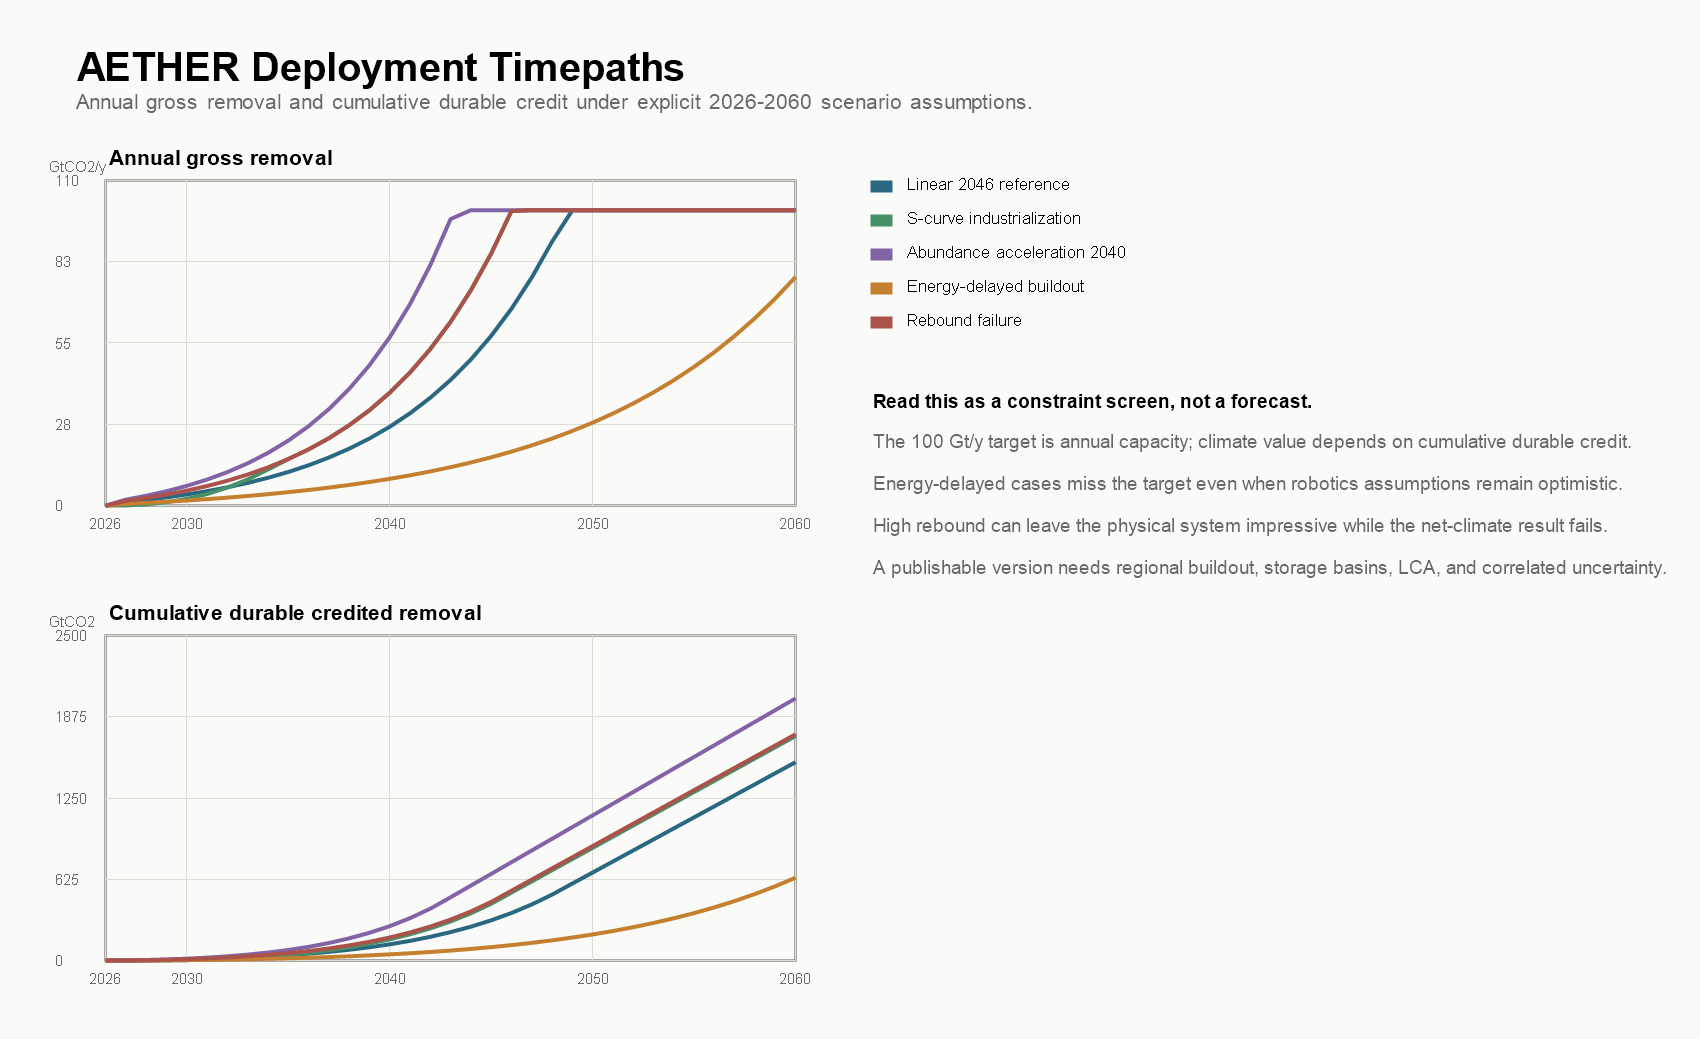 AETHER Deployment Timepaths
Annual gross removal and cumulative durable credit under explicit 2026-2060 scenario assumptions.
GtCO2/y
Annual gross removal
110
83
55
28
0
2026 2030 2040 2050 2060
Linear 2046 reference
S-curve industrialization
Abundance acceleration 2040
Energy-delayed buildout
Rebound failure
Read this as a constraint screen, not a forecast.
The 100 Gt/y target is annual capacity; climate value depends on cumulative durable credit.
Energy-delayed cases miss the target even when robotics assumptions remain optimistic.
High rebound can leave the physical system impressive while the net-climate result fails.
A publishable version needs regional buildout, storage basins, LCA, and correlated uncertainty.
GtCO2
Cumulative durable credited removal
2500
1875
1250
625
0
2026 2030 2040 2050 2060